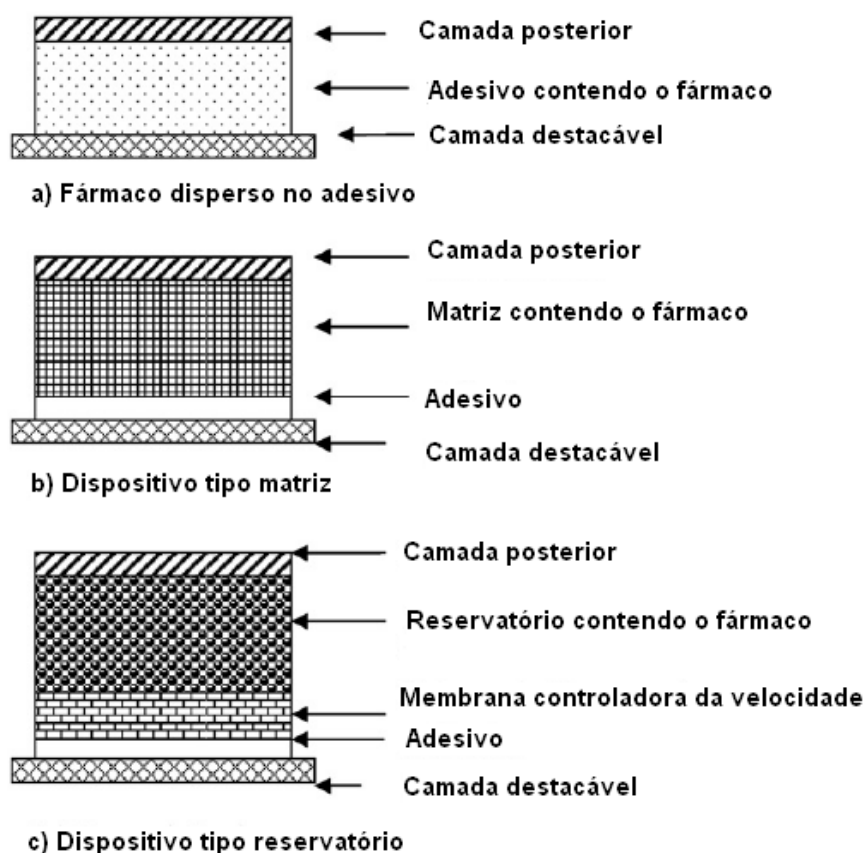 Camada posterior
Adesivo contendo o fármaco
Camada destacável
a) Fármaco disperso no adesivo
Camada posterior
Matriz contendo o fármaco
Adesivo
Camada destacável
b) Dispositivo tipo matriz
Camada posterior
Reservatório contendo o fármaco
Membrana controladora da velocidade
Adesivo
Camada destacável
c) Dispositivo tipo reservatório